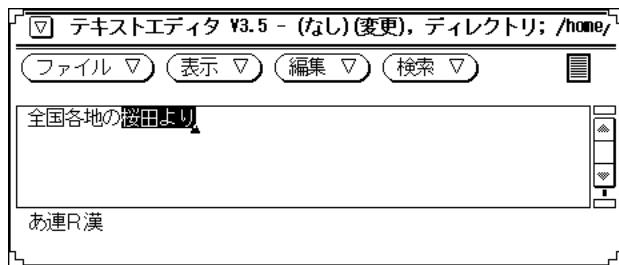 テキストエディタ V3.5 - (なし)(変更), ディレクトリ; /home/
ファイル ▽ 表示 ▽ 編集 ▽ 検索 ▽
全国各地の桜田より
あ連R漢